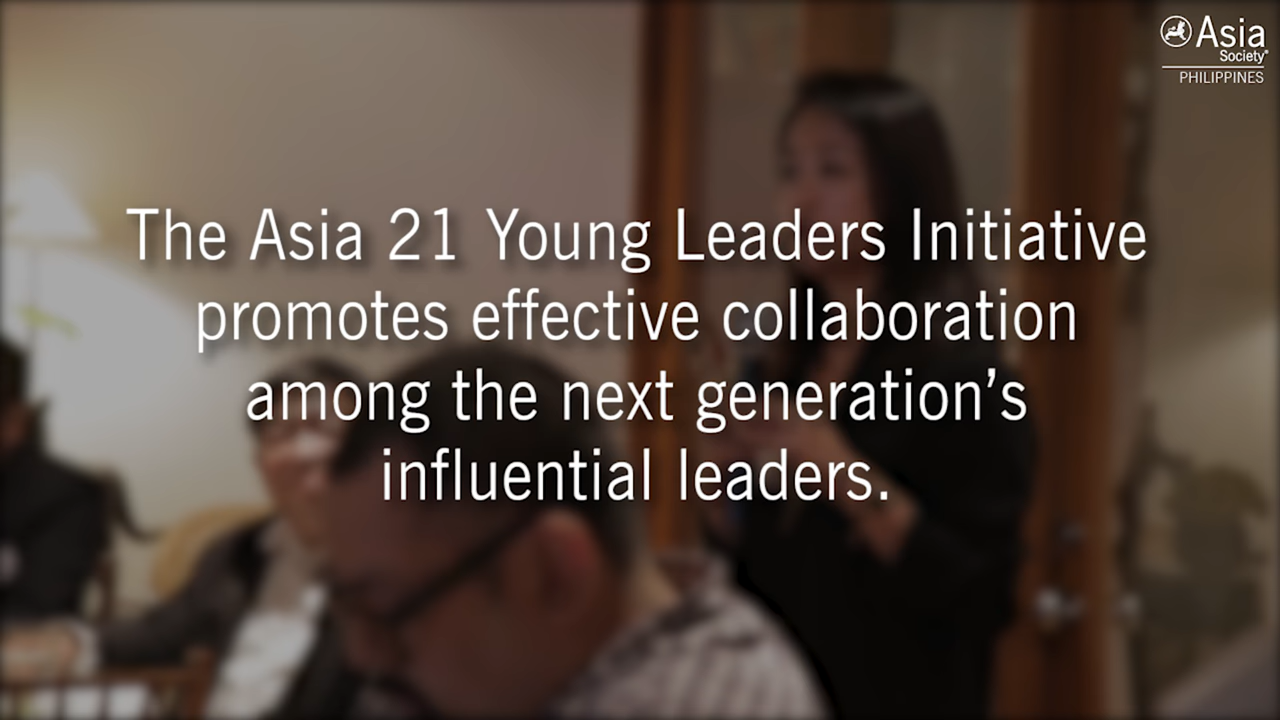 Asia
Society
PHILIPPINES
The Asia 21 Young Leaders Initiative
promotes effective collaboration
among the next generation’s
influential leaders.